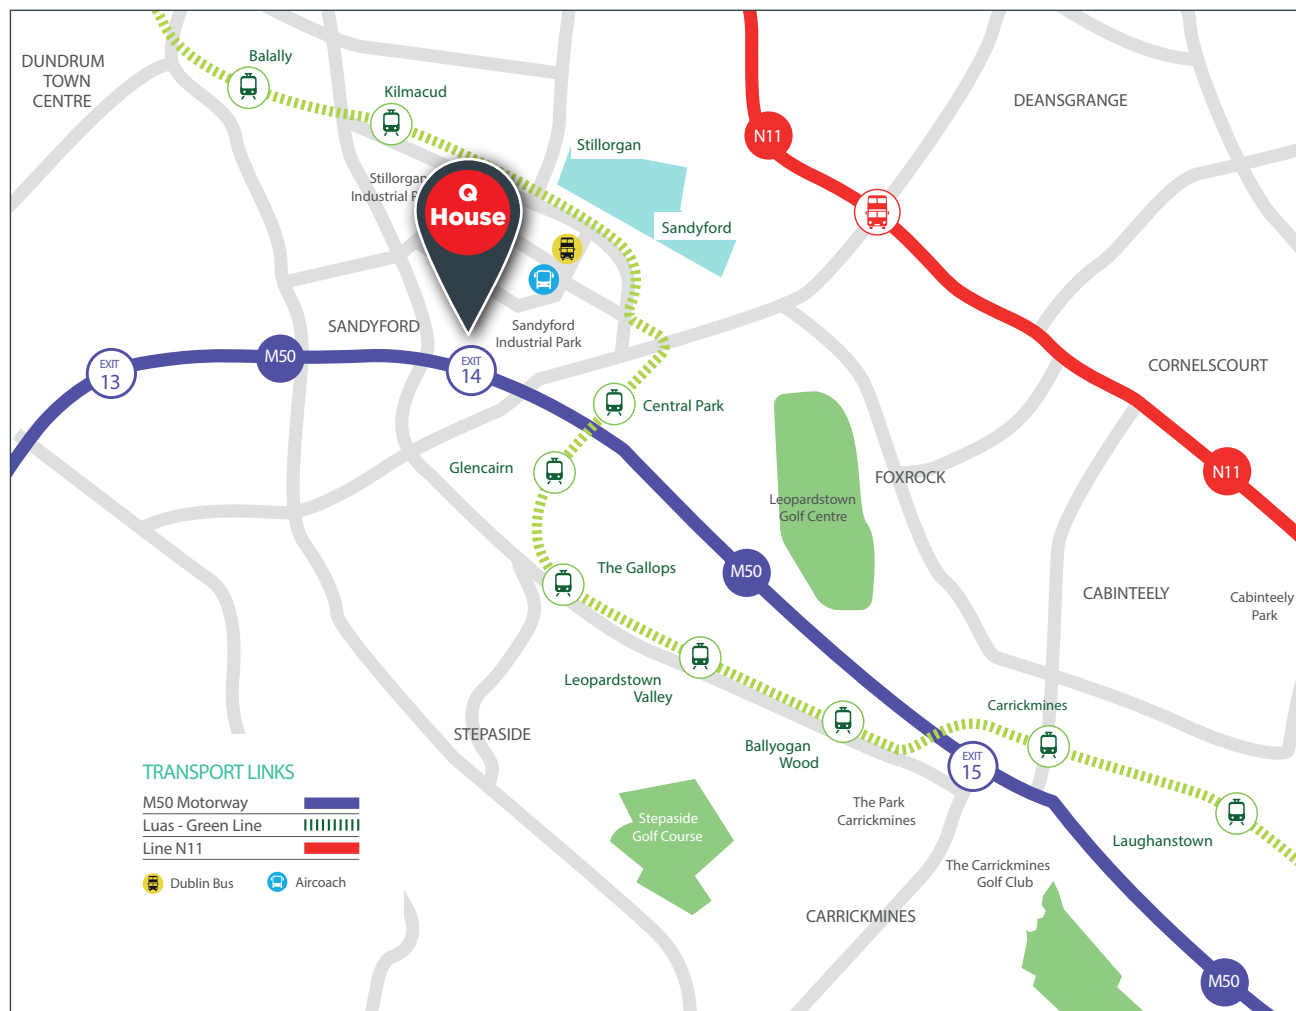 Balally
DUNDRUM
TOWN
CENTRE
Kilmacud
DEANSGRANGE
N11
Stillorgan
Stillorgan
Industrial
Q
House
Sandyford
SANDYFORD
Sandyford
Industrial Park
M50
EXIT
13
EXIT
14
CORNELSCOURT
Central Park
Glencairn
FOXROCK
N11
Leopardstown
Golf Centre
The Gallops
M50
CABINTEELY
Cabinteely
Park
Leopardstown
Valley
Carrickmines
STEPASIDE
Ballyogan
Wood
EXIT
15
TRANSPORT LINKS
M50 Motorway
Luas - Green Line
Line N11
Dublin Bus
Aircoach
The Park
Carrickmines
Stepaside
Golf Course
Laughanstown
The Carrickmines
Golf Club
CARRICKMINES
M50